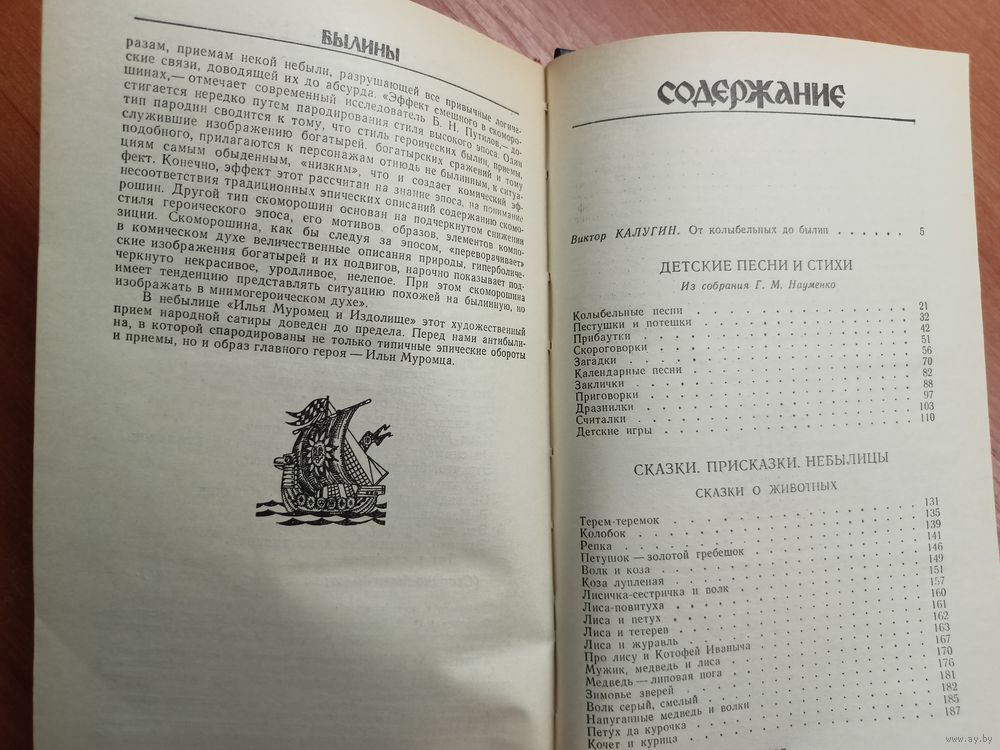 БЫЛИНЫ
разам, приемам некой небыли, разрушающей все привычные логиче-
ские связи, доводящей их до абсурда. «Эффект смешного в скоморо-
шинах,— отмечает современный исследователь Б. Н. Путилов,— до-
стигается нередко путем пародирования стиля высокого эпоса. Один
тип пародии сводится к тому, что стиль героических былин, приемы,
служившие изображению богатырей, богатырских сражений и тому
подобного, прилагаются к персонажам отнюдь не былинным, к ситуа-
циям самым обыденным, «низким», что и создает комический эф-
фект. Конечно, эффект этот рассчитан на знание эпоса, на понимание
несоответствия традиционных эпических описаний содержанию скомо-
рошин. Другой тип скоморошин основан на подчеркнутом снижении
стиля героического эпоса, его мотивов, образов, элементов компо-
зиции. Скоморошина, как бы следуя за эпосом, «переворачивает»
в комическом духе величественные описания природы, гиперболиче-
ские изображения богатырей и их подвигов, нарочно показывает под-
черкнуто некрасивое, уродливое, нелепое. При этом скоморошина
имеет тенденцию представлять ситуацию похожей на былинную, но
изображать в мнимогероическом духе».
В небылице «Илья Муромец и Издолище» этот художественный
прием народной сатиры доведен до предела. Перед нами антибыли-
на, в которой спародированы не только типичные эпические обороты
и приемы, но и образ главного героя — Ильи Муромца.
СОДЕРЖАНИЕ
Виктор КАЛУГИН. От колыбельных до былин . . . . . . 5
ДЕТСКИЕ ПЕСНИ И СТИХИ
Из собрания Г. М. Науменко
Колыбельные песни 21
Пестушки и потешки 32
Прибаутки 42
Скороговорки 51
Загадки 56
Календарные песни 70
Заклички 82
Приговорки 88
Дразнилки 97
Считалки 103
Детские игры 110
СКАЗКИ. ПРИСКАЗКИ. НЕБЫЛИЦЫ
СКАЗКИ О ЖИВОТНЫХ
Терем-теремок 131
Колобок 135
Репка 139
Петушок — золотой гребешок 141
Волк и коза 146
Коза лупленая 149
Лисичка-сестричка и волк 151
Лиса-повитуха 157
Лиса и петух 160
Лиса и тетерев 161
Лиса и журавль 162
Про лису и Котофей Иваныча 163
Мужик, медведь и лиса 167
Медведь — липовая нога 170
Зимовье зверей 176
Волк серый, смелый 181
Напуганные медведь и волки 182
Петух да курочка 185
Кочет и курица 187
www.ay.by